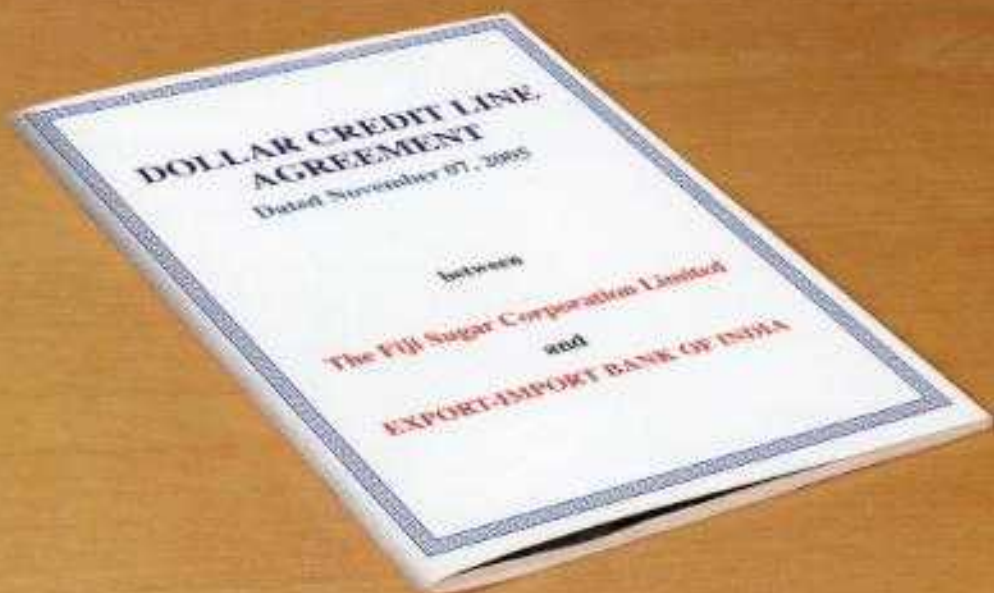 DOLLAR CREDIT LINE
AGREEMENT
Dated November 07, 2005
between
The Fiji Sugar Corporation Limited
and
EXPORT-IMPORT BANK OF INDIA